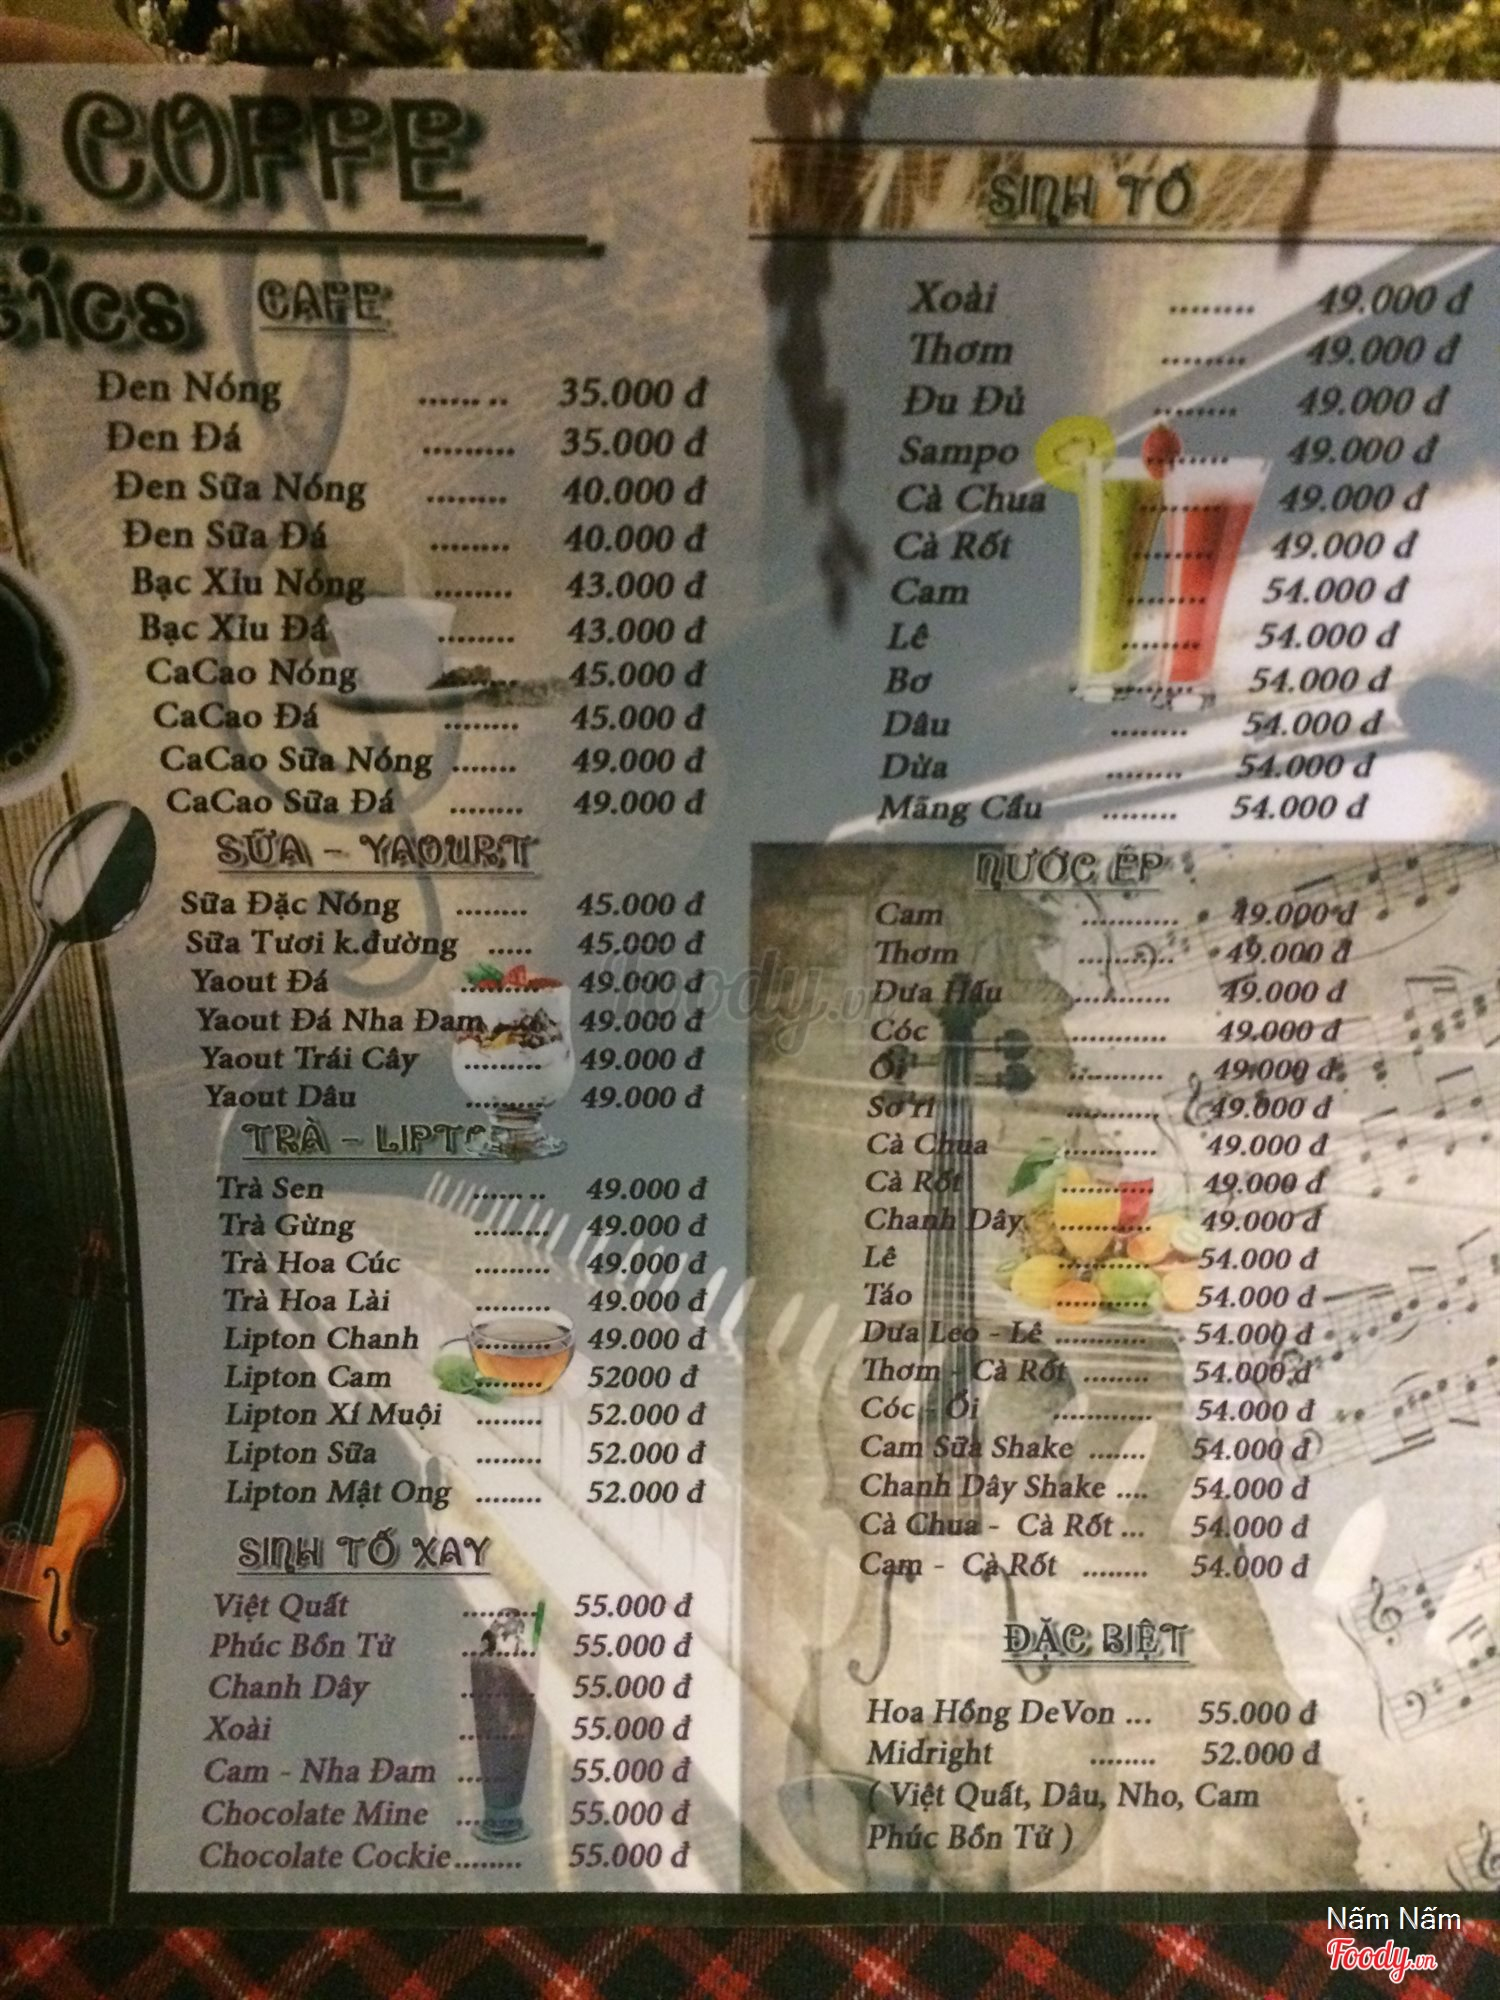 COFFE
CAFE
Đen Nóng ........ 35.000 đ
Đen Đá ......... 35.000 đ
Đen Sữa Nóng ........ 40.000 đ
Đen Sữa Đá ........ 40.000 đ
Bạc Xỉu Nóng ........ 43.000 đ
Bạc Xỉu Đá ........ 43.000 đ
CaCao Nóng ........ 45.000 đ
CaCao Đá ........ 45.000 đ
CaCao Sữa Nóng ....... 49.000 đ
CaCao Sữa Đá ........ 49.000 đ
SỮA - YAOURT
Sữa Đặc Nóng ........ 45.000 đ
Sữa Tươi k.đường ..... 45.000 đ
Yaout Đá ......... 49.000 đ
Yaout Đá Nha Đam ....... 49.000 đ
Yaout Trái Cây ......... 49.000 đ
Yaout Dâu ......... 49.000 đ
TRÀ - LIPTO
Trà Sen ........ 49.000 đ
Trà Gừng ......... 49.000 đ
Trà Hoa Cúc ......... 49.000 đ
Trà Hoa Lài ......... 49.000 đ
Lipton Chanh ......... 49.000 đ
Lipton Cam ........ 52000 đ
Lipton Xí Muội ........ 52.000 đ
Lipton Sữa ........ 52.000 đ
Lipton Mật Ong ........ 52.000 đ
SINH TỐ XAY
Việt Quất ......... 55.000 đ
Phúc Bồn Tử ......... 55.000 đ
Chanh Dây ......... 55.000 đ
Xoài ......... 55.000 đ
Cam - Nha Đam ...... 55.000 đ
Chocolate Mine ...... 55.000 đ
Chocolate Cockie........ 55.000 đ
SINH TỐ
Xoài ........ 49.000 đ
Thơm ........ 49.000 đ
Đu Đủ ........ 49.000 đ
Sampo ........ 49.000 đ
Cà Chua ........ 49.000 đ
Cà Rốt ........ 49.000 đ
Cam ........ 54.000 đ
Lê ........ 54.000 đ
Bơ ........ 54.000 đ
Dâu ........ 54.000 đ
Dừa ........ 54.000 đ
Mãng Cầu ........ 54.000 đ
NƯỚC ÉP
Cam ........... 49.000 đ
Thơm ........... 49.000 đ
Dưa Hấu ........... 49.000 đ
Cóc ........... 49.000 đ
Ổi ........... 49.000 đ
Sơ ri ........... 49.000 đ
Cà Chua ........... 49.000 đ
Cà Rốt ........... 49.000 đ
Chanh Dây ........... 49.000 đ
Lê ........... 54.000 đ
Táo ........... 54.000 đ
Dưa Leo - Lê ........... 54.000 đ
Thơm - Cà Rốt ........ 54.000 đ
Cóc - Ổi ............ 54.000 đ
Cam Sữa Shake ....... 54.000 đ
Chanh Dây Shake .... 54.000 đ
Cà Chua - Cà Rốt ... 54.000 đ
Cam - Cà Rốt ........ 54.000 đ
ĐẶC BIỆT
Hoa Hồng DeVon ... 55.000 đ
Midright ........ 52.000 đ
( Việt Quất, Dâu, Nho, Cam
Phúc Bồn Tử )
foody.vn
Nấm Nấm
Foody.vn